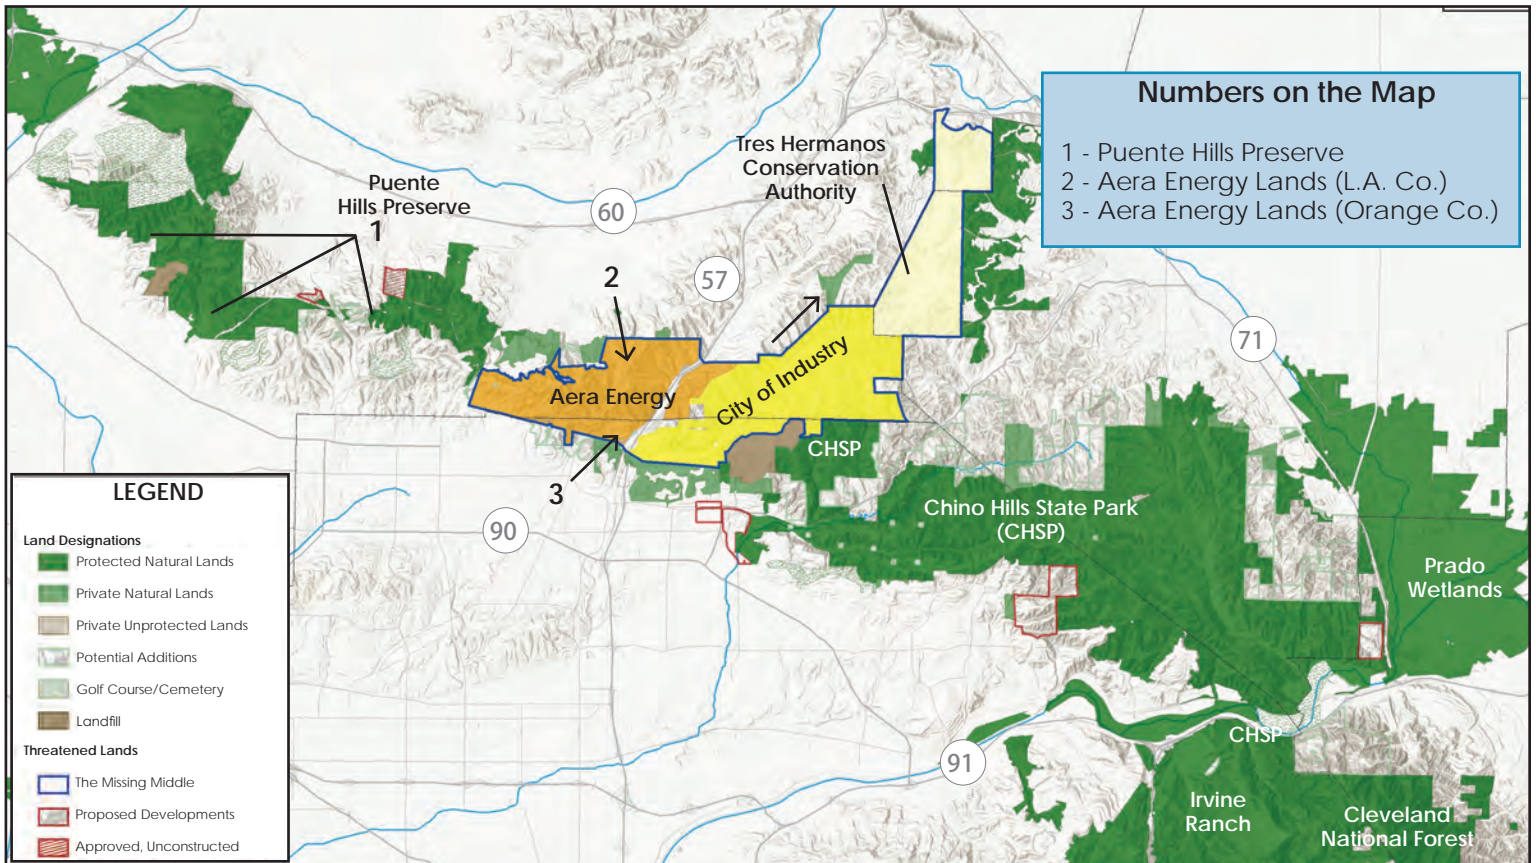 Numbers on the Map
1 - Puente Hills Preserve
2 - Aera Energy Lands (L.A. Co.)
3 - Aera Energy Lands (Orange Co.)
Tres Hermanos
Conservation
Authority
Puente
Hills Preserve
1
60
57
2
71
Aera Energy
City of Industry
CHSP
3
90
Chino Hills State Park
(CHSP)
Prado
Wetlands
CHSP
91
Irvine
Ranch
Cleveland
National Forest
LEGEND
Land Designations
Protected Natural Lands
Private Natural Lands
Private Unprotected Lands
Potential Additions
Golf Course/Cemetery
Landfill
Threatened Lands
The Missing Middle
Proposed Developments
Approved, Unconstructed